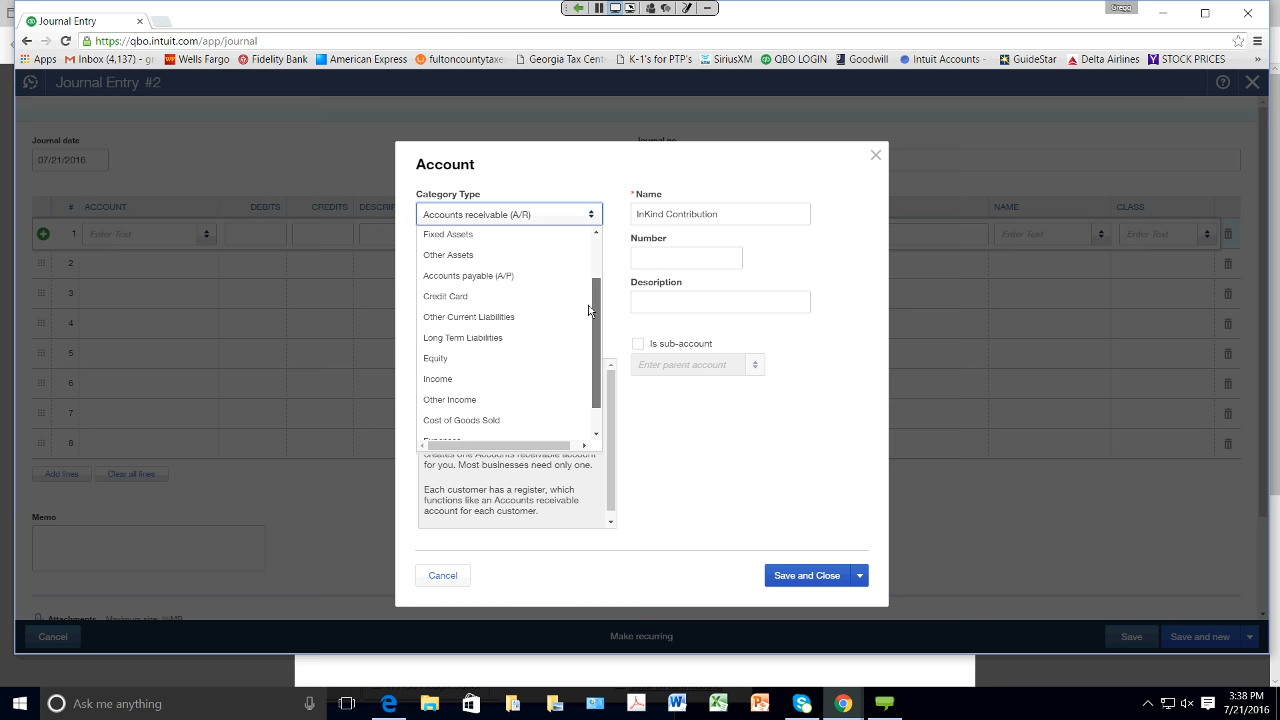 Gregg
Journal Entry
https://qbo.intuit.com/app/journal
Apps Inbox (4,137) - gr Wells Fargo Fidelity Bank American Express fultoncountytaxes Georgia Tax Cent K-1's for PTP's SiriusXM QBO LOGIN Goodwill Intuit Accounts - GuideStar Delta Airlines STOCK PRICES »
Journal Entry #2
Journal date
Journal no.
07/21/2016
# ACCOUNT DEBITS CREDITS NAME CLASS
1 Enter Text Enter Text Enter Text
2
3
4
5
6
7
8
Add lines Clear all lines
Memo
Attachments Maximum size
Cancel Make recurring Save Save and new
Account
Category Type
Accounts receivable (A/R)
Fixed Assets
Other Assets
Accounts payable (A/P)
Credit Card
Other Current Liabilities
Long Term Liabilities
Equity
Income
Other Income
Cost of Goods Sold
Expenses
creates one Accounts receivable account
for you. Most businesses need only one.
Each customer has a register, which
functions like an Accounts receivable
account for each customer.
* Name
InKind Contribution
Number
Description
Is sub-account
Enter parent account
Cancel Save and Close
Ask me anything
3:38 PM
7/21/2016